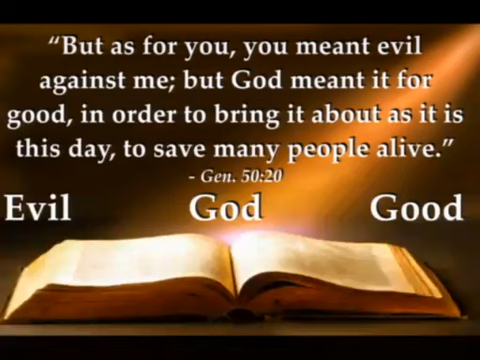 “But as for you, you meant evil
against me; but God meant it for
good, in order to bring it about as it is
this day, to save many people alive.”
- Gen. 50:20
Evil God Good